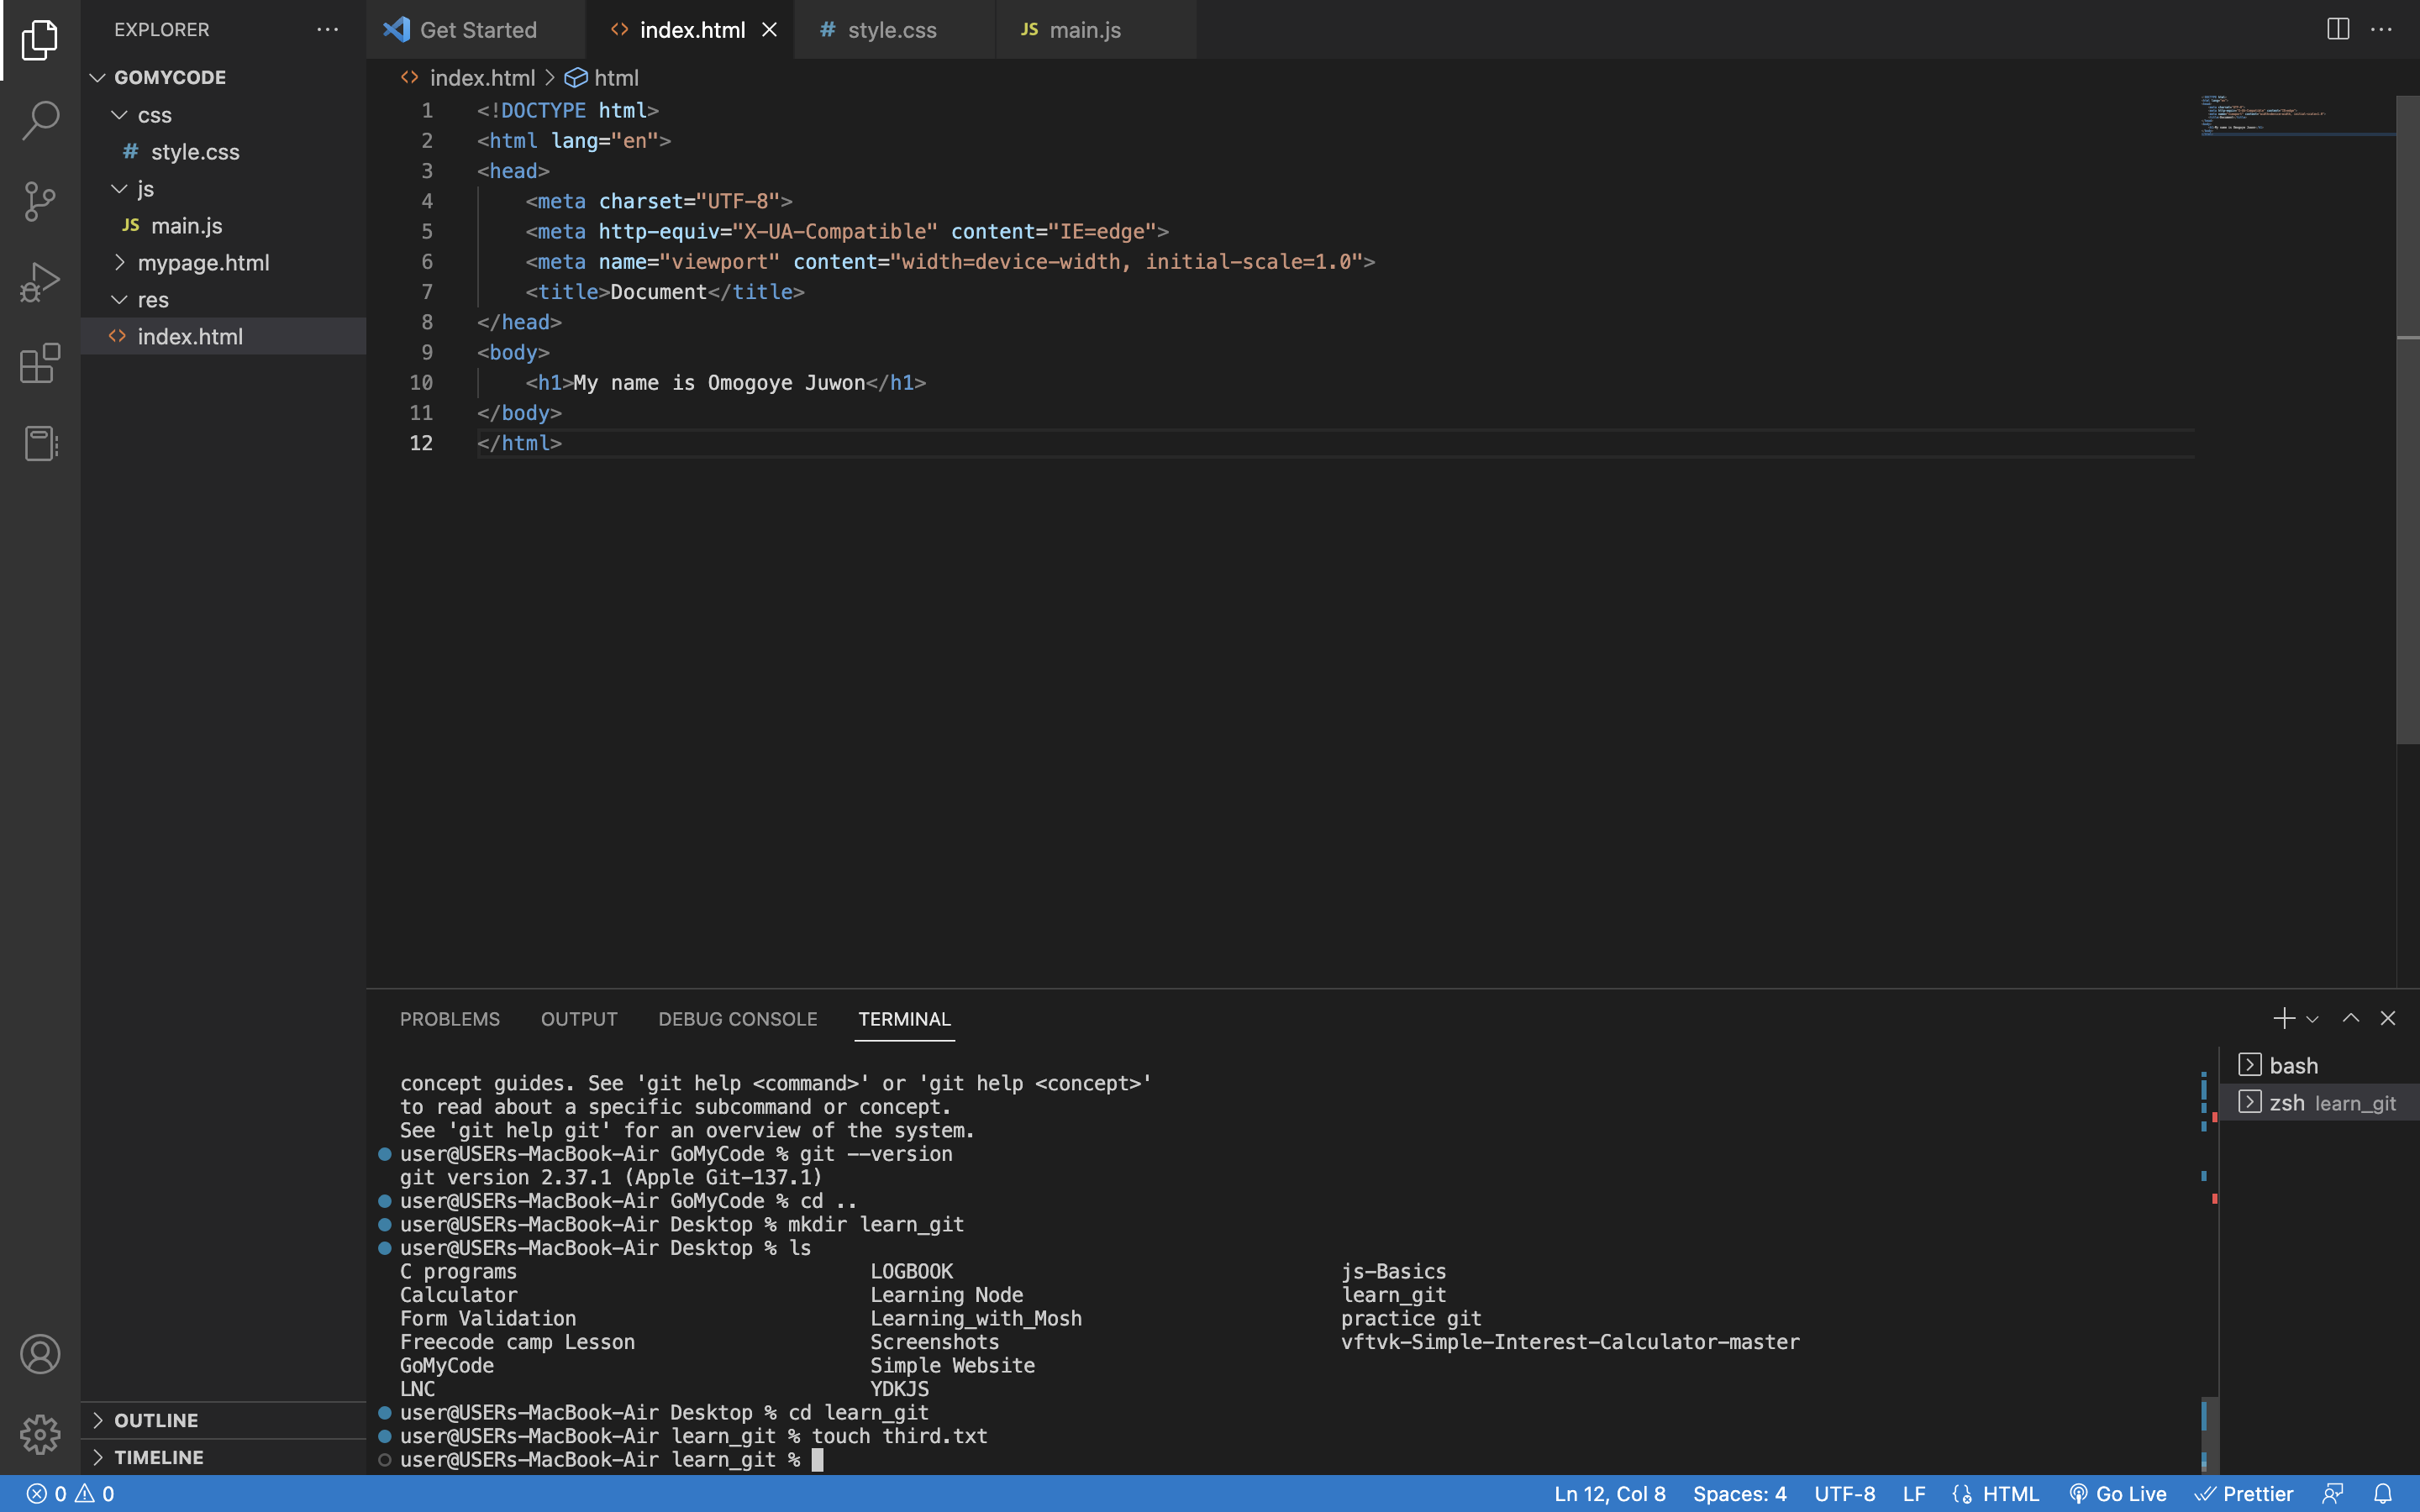 EXPLORER
GOMYCODE
css
# style.css
js
JS main.js
mypage.html
res
<> index.html
OUTLINE
TIMELINE
Get Started
<> index.html
# style.css
JS main.js
<> index.html > html
1 <!DOCTYPE html>
2 <html lang="en">
3 <head>
4 <meta charset="UTF-8">
5 <meta http-equiv="X-UA-Compatible" content="IE=edge">
6 <meta name="viewport" content="width=device-width, initial-scale=1.0">
7 <title>Document</title>
8 </head>
9 <body>
10 <h1>My name is Omogoye Juwon</h1>
11 </body>
12 </html>
PROBLEMS OUTPUT DEBUG CONSOLE TERMINAL
concept guides. See 'git help <command>' or 'git help <concept>'
to read about a specific subcommand or concept.
See 'git help git' for an overview of the system.
user@USERs-MacBook-Air GoMyCode % git --version
git version 2.37.1 (Apple Git-137.1)
user@USERs-MacBook-Air GoMyCode % cd ..
user@USERs-MacBook-Air Desktop % mkdir learn_git
user@USERs-MacBook-Air Desktop % ls
C programs LOGBOOK js-Basics
Calculator Learning Node learn_git
Form Validation Learning_with_Mosh practice git
Freecode camp Lesson Screenshots vftvk-Simple-Interest-Calculator-master
GoMyCode Simple Website
LNC YDKJS
user@USERs-MacBook-Air Desktop % cd learn_git
user@USERs-MacBook-Air learn_git % touch third.txt
user@USERs-MacBook-Air learn_git %
bash
zsh learn_git
0 0 Ln 12, Col 8 Spaces: 4 UTF-8 LF HTML Go Live Prettier